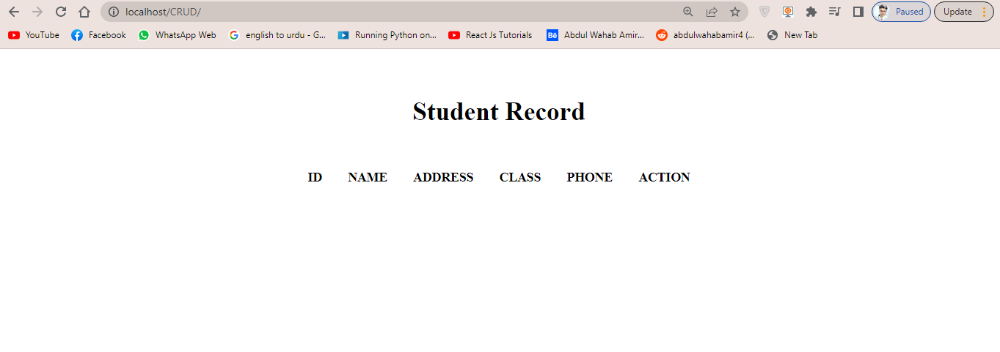 localhost/CRUD/
Paused
Update
YouTube
Facebook
WhatsApp Web
english to urdu - G...
Running Python on...
React Js Tutorials
Bē
Abdul Wahab Amir...
abdulwahabamir4 (...
New Tab
Student Record
ID NAME ADDRESS CLASS PHONE ACTION